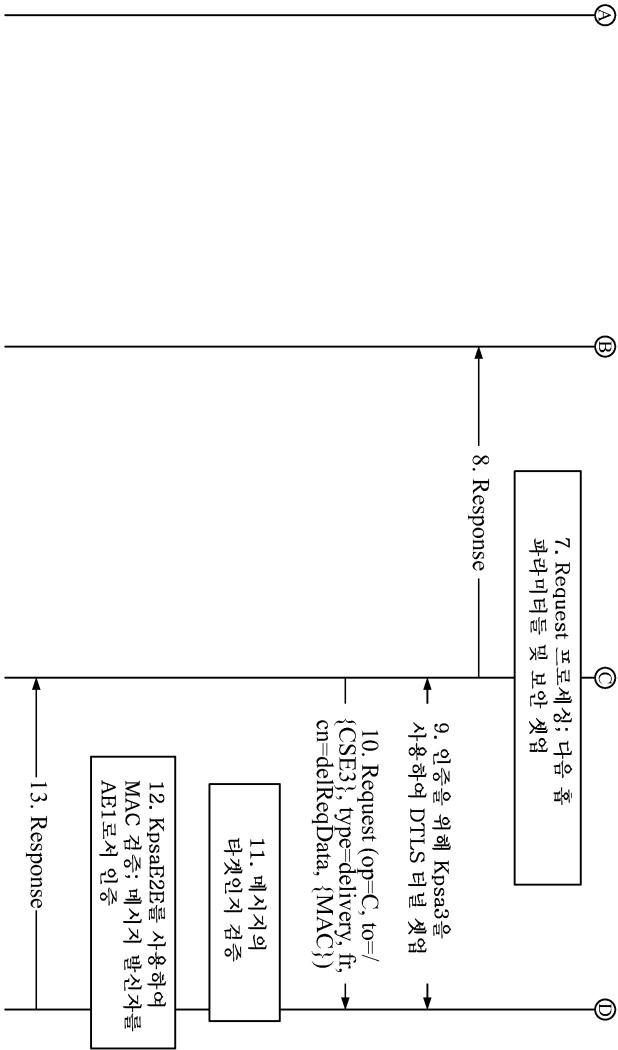 A
B
C
D
7. Request 프로세싱; 다음 홉
파라미터들 및 보안 셋업
8. Response
9. 인증을 위해 Kpsa3을
사용하여 DTLS 터널 셋업
10. Request (op=C, to=/
{CSE3}, type=delivery, fr;
cn=delReqData, {MAC})
11. 메시지의
타겟인지 검증
12. KpsaE2E를 사용하여
MAC 검증; 메시지 발신자를
AE1로서 인증
13. Response